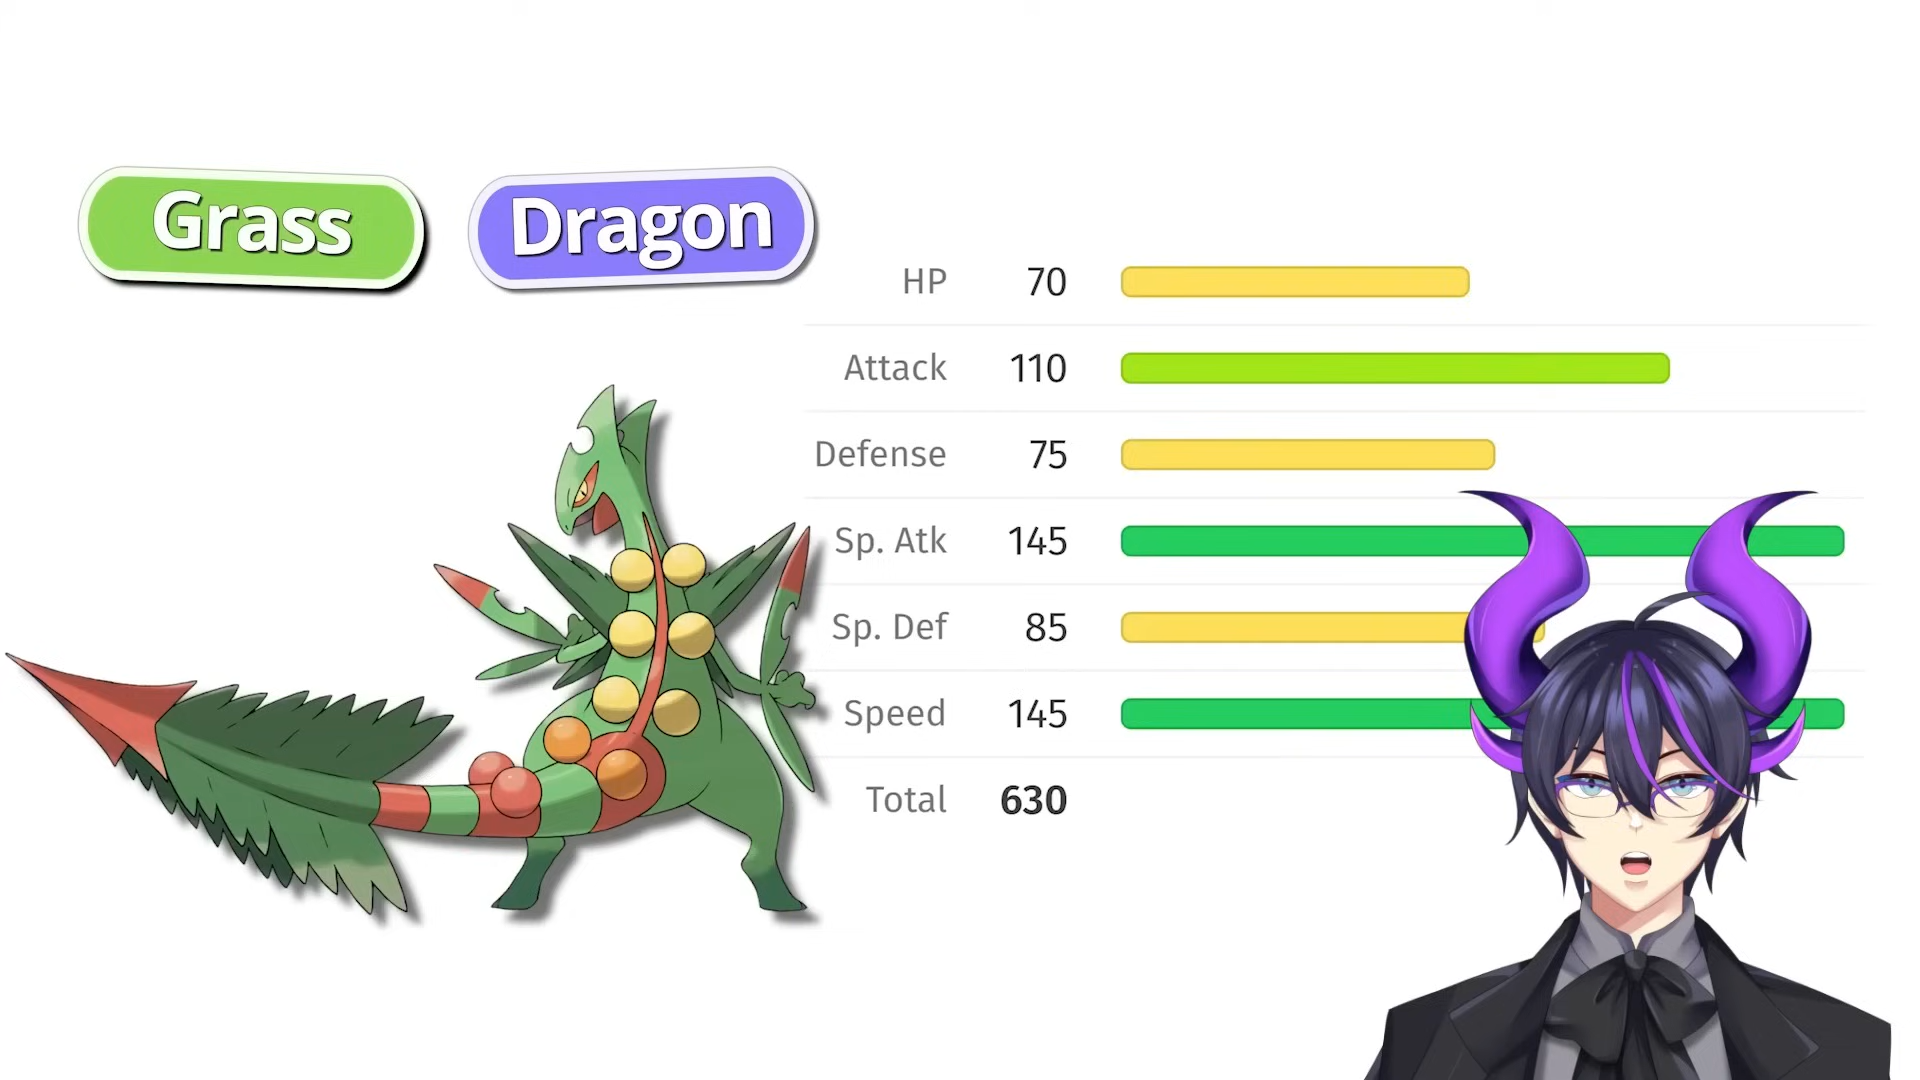 Grass Dragon
HP 70
Attack 110
Defense 75
Sp. Atk 145
Sp. Def 85
Speed 145
Total 630